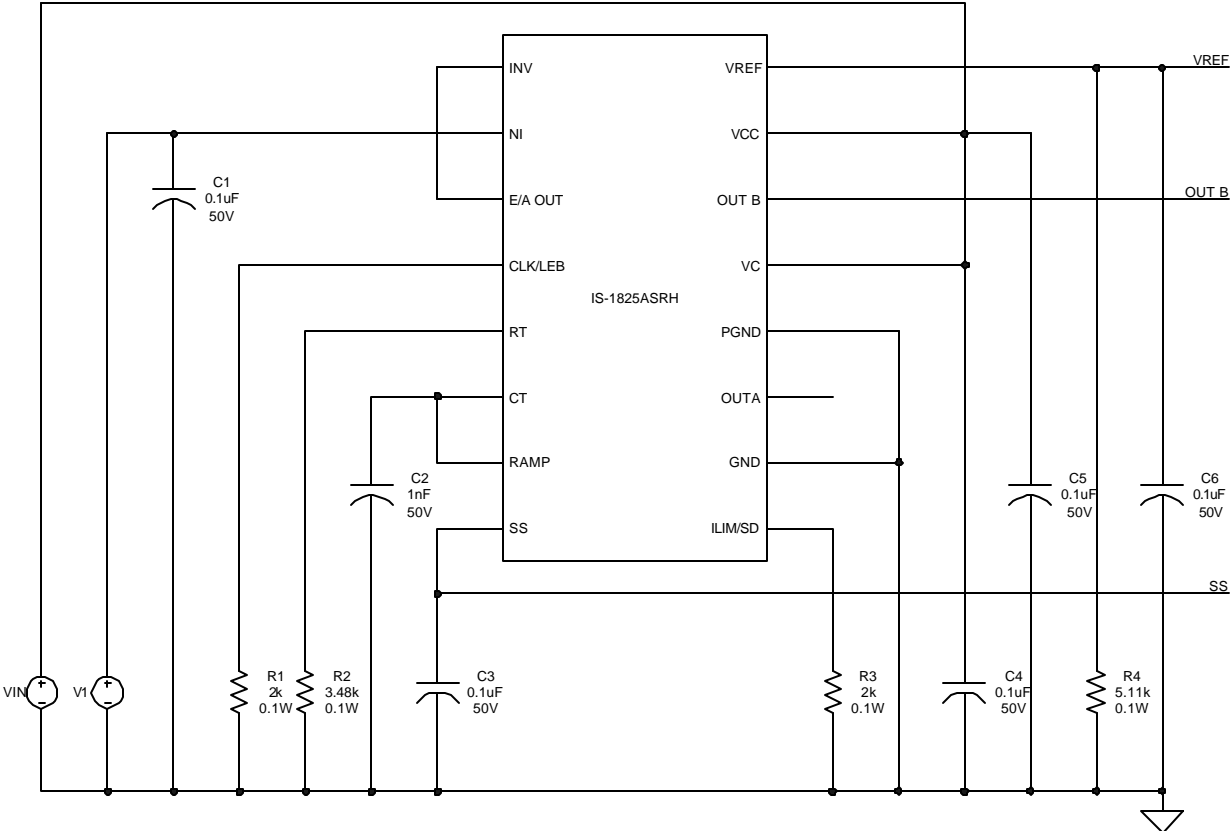 INV
VREF
VREF
NI
VCC
C1
0.1uF
50V
E/A OUT
OUT B
OUT B
CLK/LEB
VC
IS-1825ASRH
RT
PGND
CT
OUTA
RAMP
GND
C2
1nF
50V
C5
0.1uF
50V
C6
0.1uF
50V
SS
ILIM/SD
SS
VIN
+
-
V1
+
-
R1
2k
0.1W
R2
3.48k
0.1W
C3
0.1uF
50V
R3
2k
0.1W
C4
0.1uF
50V
R4
5.11k
0.1W